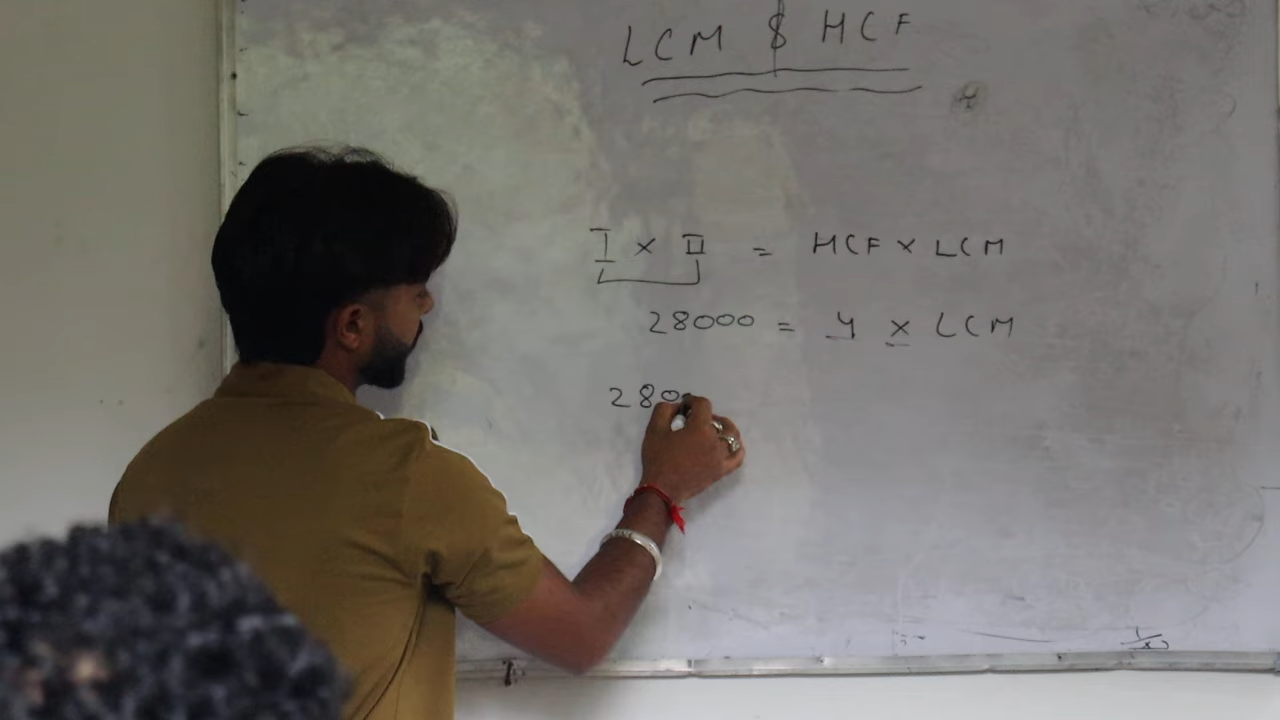 LCM & HCF
I × II = HCF × LCM
28000 = 4 × LCM
280